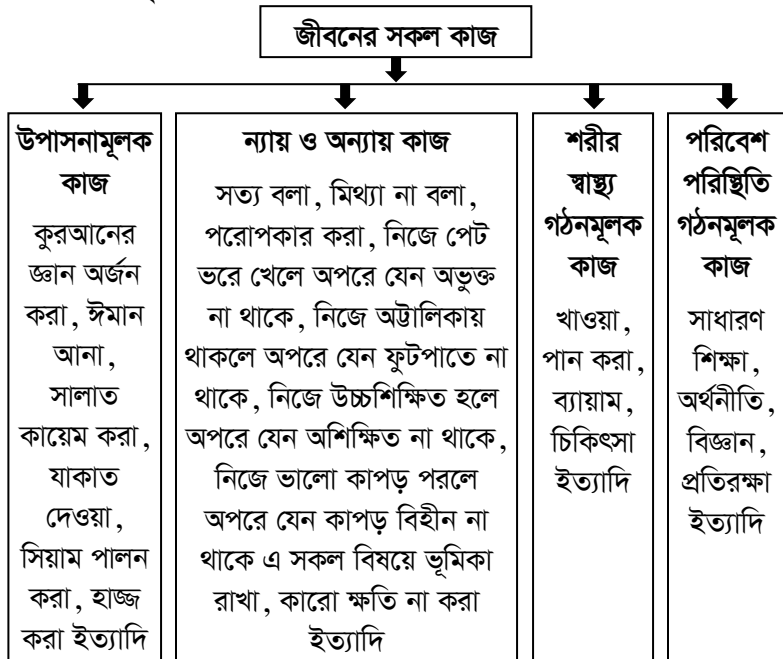 জীবনের সকল কাজ
উপাসনামূলক
কাজ
কুরআনের
জ্ঞান অর্জন
করা, ঈমান
আনা,
সালাত
কায়েম করা,
যাকাত
দেওয়া,
সিয়াম পালন
করা, হাজ্জ
করা ইত্যাদি
ন্যায় ও অন্যায় কাজ
সত্য বলা, মিথ্যা না বলা,
পরোপকার করা, নিজে পেট
ভরে খেলে অপরে যেন অভুক্ত
না থাকে, নিজে অট্টালিকায়
থাকলে অপরে যেন ফুটপাতে না
থাকে, নিজে উচ্চশিক্ষিত হলে
অপরে যেন অশিক্ষিত না থাকে,
নিজে ভালো কাপড় পরলে
অপরে যেন কাপড় বিহীন না
থাকে এ সকল বিষয়ে ভূমিকা
রাখা, কারো ক্ষতি না করা
ইত্যাদি
শরীর
স্বাস্থ্য
গঠনমূলক
কাজ
খাওয়া,
পান করা,
ব্যায়াম,
চিকিৎসা
ইত্যাদি
পরিবেশ
পরিস্থিতি
গঠনমূলক
কাজ
সাধারণ
শিক্ষা,
অর্থনীতি,
বিজ্ঞান,
প্রতিরক্ষা
ইত্যাদি